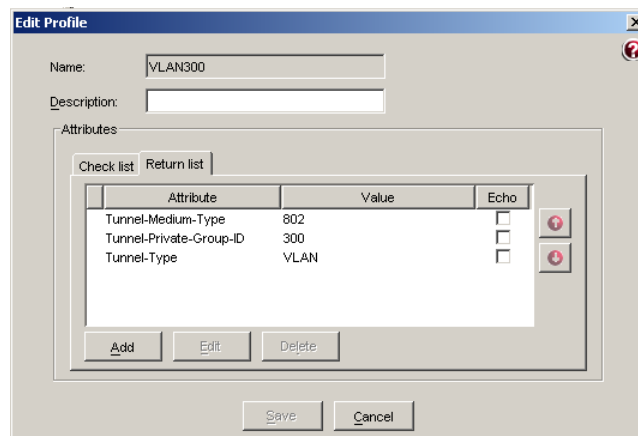 Edit Profile
Name: VLAN300
Description:
Attributes
Check list Return list
Attribute Value Echo
Tunnel-Medium-Type 802
Tunnel-Private-Group-ID 300
Tunnel-Type VLAN
Add Edit Delete
Save Cancel